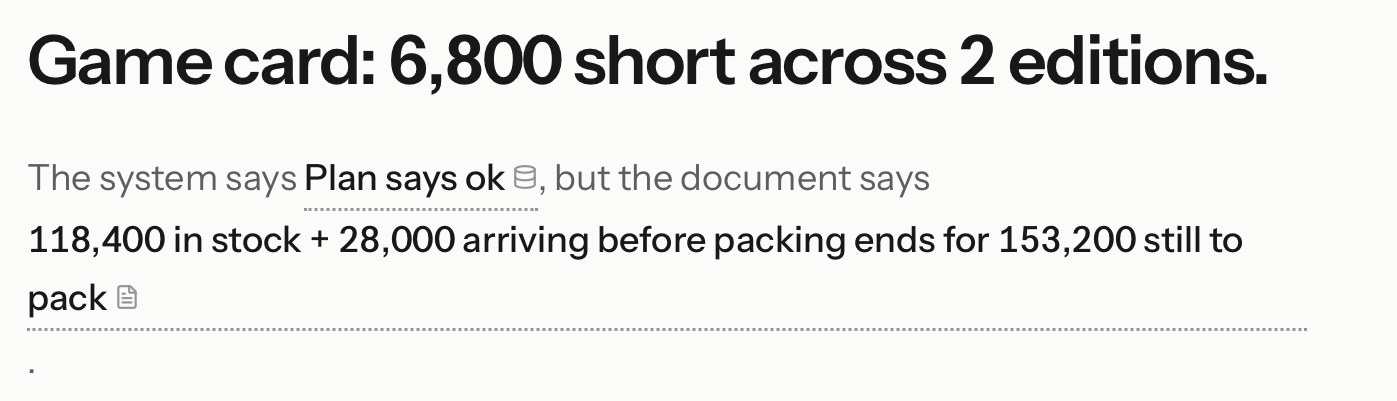 Game card: 6,800 short across 2 editions.
The system says Plan says ok , but the document says
118,400 in stock + 28,000 arriving before packing ends for 153,200 still to
pack
.